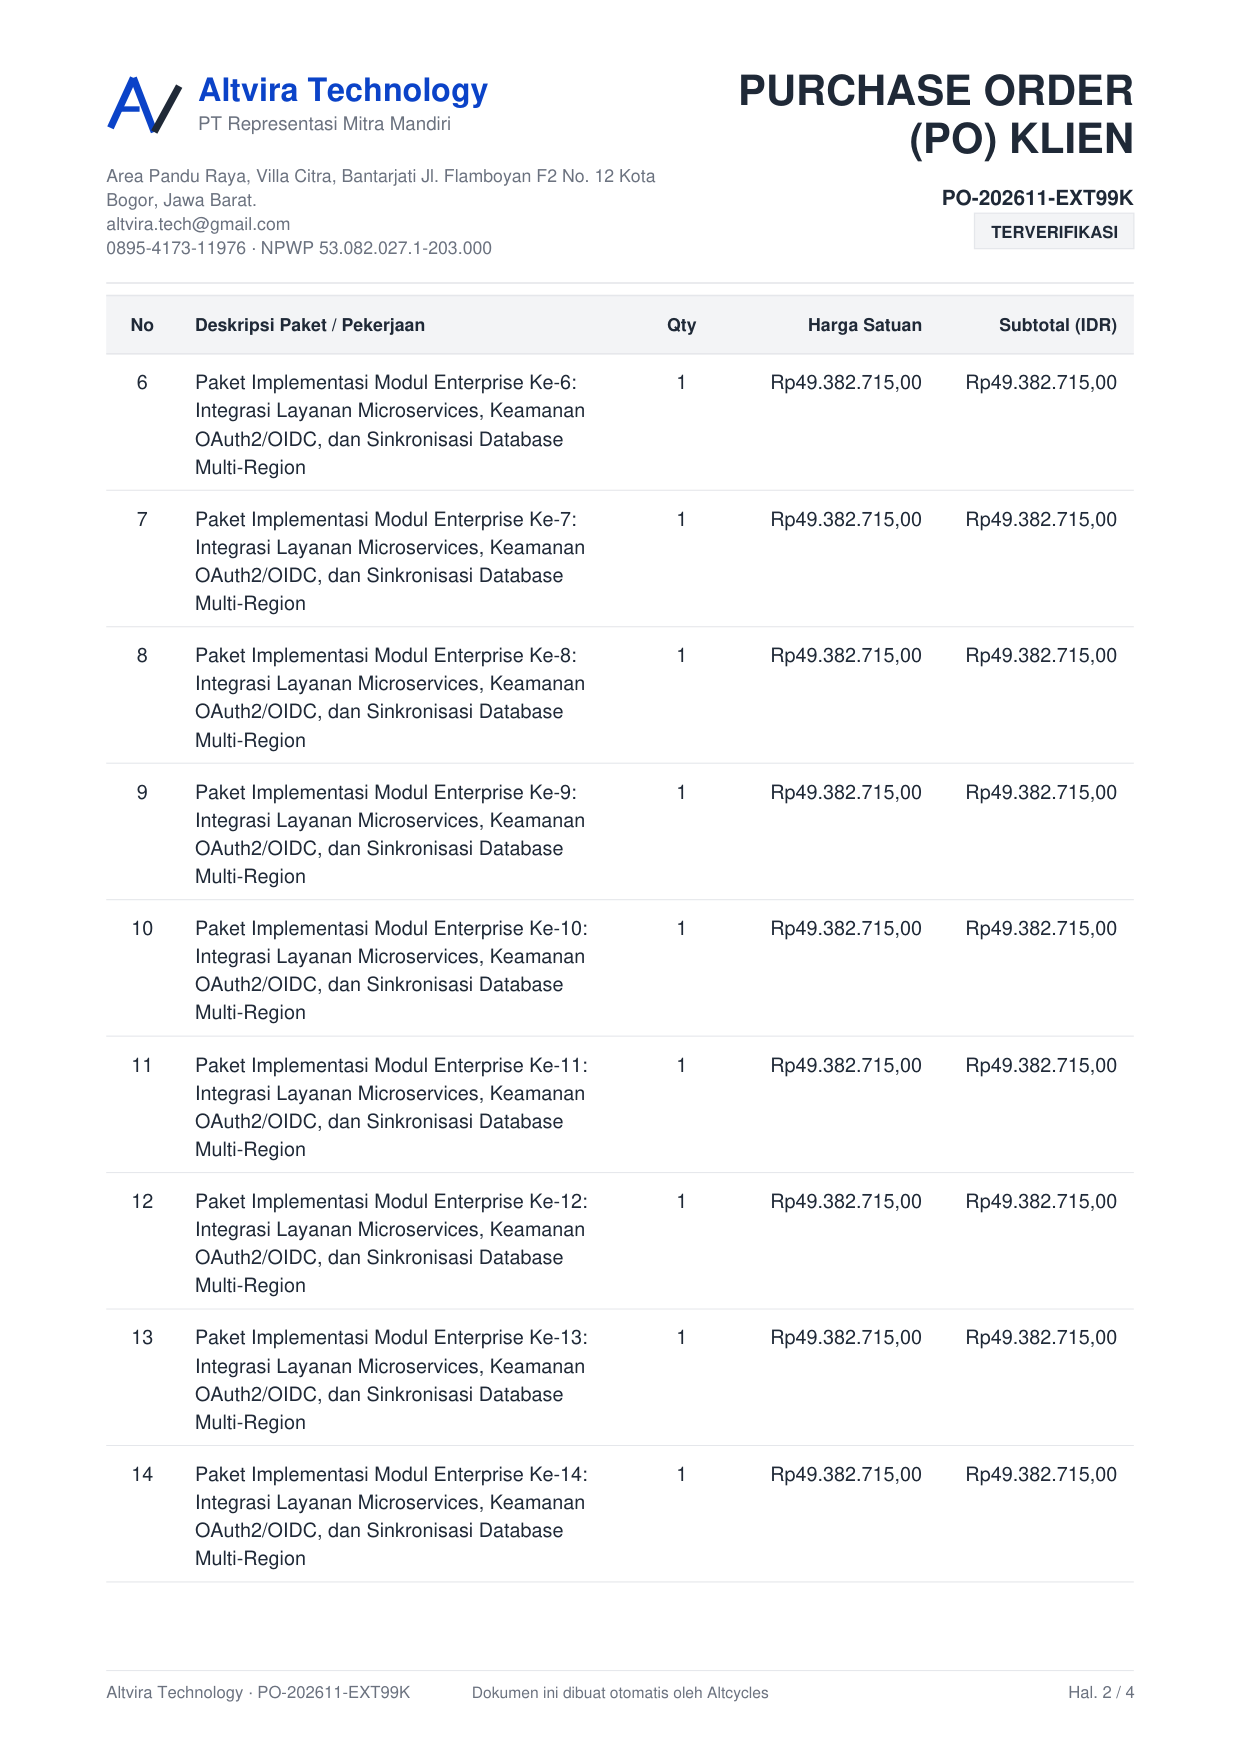 Altvira Technology
PT Representasi Mitra Mandiri
Area Pandu Raya, Villa Citra, Bantarjati Jl. Flamboyan F2 No. 12 Kota
Bogor, Jawa Barat.
altvira.tech@gmail.com
0895-4173-11976 · NPWP 53.082.027.1-203.000
PURCHASE ORDER
(PO) KLIEN
PO-202611-EXT99K
TERVERIFIKASI
No Deskripsi Paket / Pekerjaan Qty Harga Satuan Subtotal (IDR)
6 Paket Implementasi Modul Enterprise Ke-6: 1 Rp49.382.715,00 Rp49.382.715,00
Integrasi Layanan Microservices, Keamanan
OAuth2/OIDC, dan Sinkronisasi Database
Multi-Region
7 Paket Implementasi Modul Enterprise Ke-7: 1 Rp49.382.715,00 Rp49.382.715,00
Integrasi Layanan Microservices, Keamanan
OAuth2/OIDC, dan Sinkronisasi Database
Multi-Region
8 Paket Implementasi Modul Enterprise Ke-8: 1 Rp49.382.715,00 Rp49.382.715,00
Integrasi Layanan Microservices, Keamanan
OAuth2/OIDC, dan Sinkronisasi Database
Multi-Region
9 Paket Implementasi Modul Enterprise Ke-9: 1 Rp49.382.715,00 Rp49.382.715,00
Integrasi Layanan Microservices, Keamanan
OAuth2/OIDC, dan Sinkronisasi Database
Multi-Region
10 Paket Implementasi Modul Enterprise Ke-10: 1 Rp49.382.715,00 Rp49.382.715,00
Integrasi Layanan Microservices, Keamanan
OAuth2/OIDC, dan Sinkronisasi Database
Multi-Region
11 Paket Implementasi Modul Enterprise Ke-11: 1 Rp49.382.715,00 Rp49.382.715,00
Integrasi Layanan Microservices, Keamanan
OAuth2/OIDC, dan Sinkronisasi Database
Multi-Region
12 Paket Implementasi Modul Enterprise Ke-12: 1 Rp49.382.715,00 Rp49.382.715,00
Integrasi Layanan Microservices, Keamanan
OAuth2/OIDC, dan Sinkronisasi Database
Multi-Region
13 Paket Implementasi Modul Enterprise Ke-13: 1 Rp49.382.715,00 Rp49.382.715,00
Integrasi Layanan Microservices, Keamanan
OAuth2/OIDC, dan Sinkronisasi Database
Multi-Region
14 Paket Implementasi Modul Enterprise Ke-14: 1 Rp49.382.715,00 Rp49.382.715,00
Integrasi Layanan Microservices, Keamanan
OAuth2/OIDC, dan Sinkronisasi Database
Multi-Region
Altvira Technology · PO-202611-EXT99K Dokumen ini dibuat otomatis oleh Altcycles Hal. 2 / 4